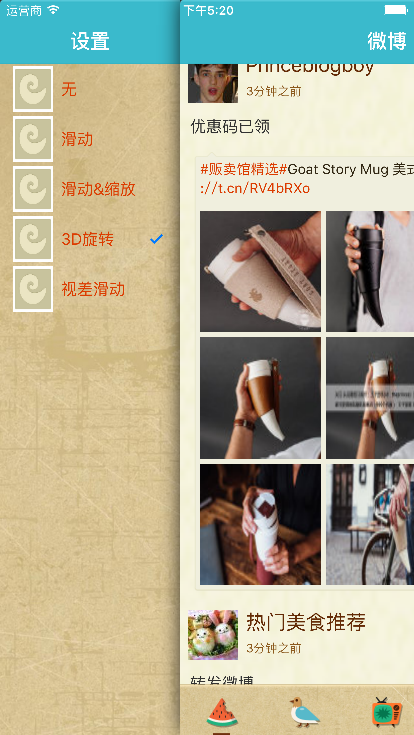 运营商
下午5:20
设置
微博
无
滑动
滑动&缩放
3D旋转
视差滑动
Princeblogboy
3分钟之前
优惠码已领
#贩卖馆精选#Goat Story Mug 美式
://t.cn/RV4bRXo
热门美食推荐
3分钟之前
转发微博